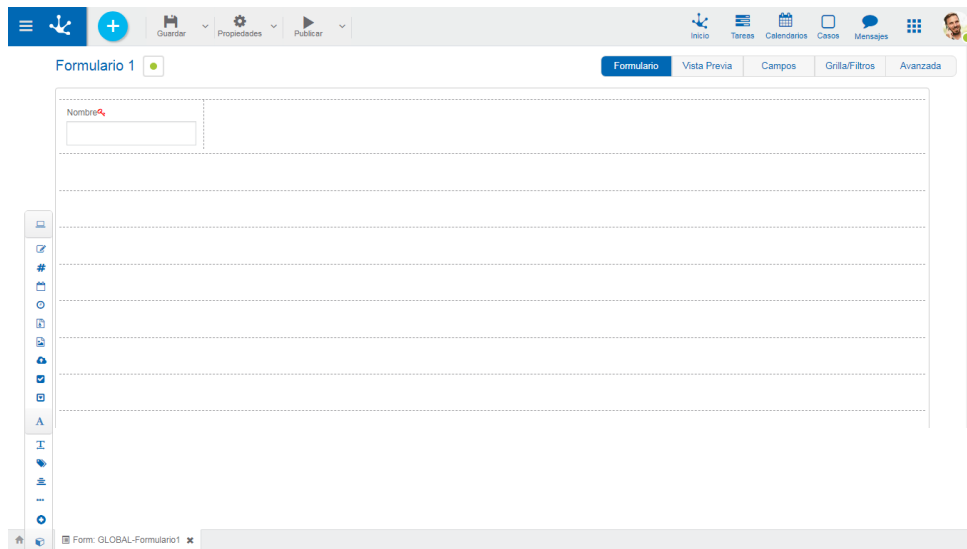 Guardar
Propiedades
Publicar
Inicio
Tareas
Calendarios
Casos
Mensajes
Formulario 1
Formulario
Vista Previa
Campos
Grilla/Filtros
Avanzada
Nombre
Form: GLOBAL-Formulario1